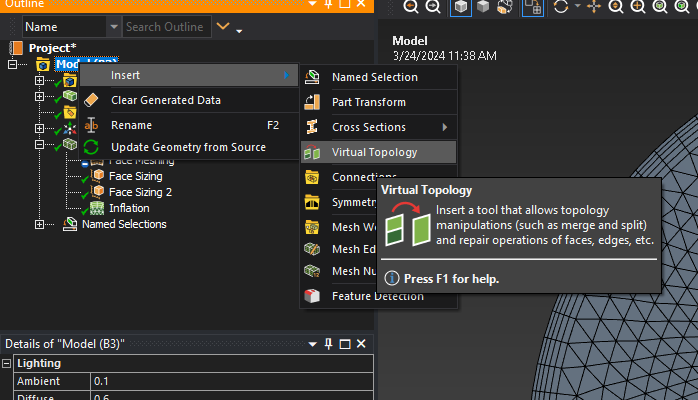 Outline
Name
Search Outline
Project*
Model (B3)
Insert
Clear Generated Data
Rename F2
Update Geometry from Source
Face Meshing
Face Sizing
Face Sizing 2
Inflation
Named Selections
Named Selection
Part Transform
Cross Sections
Virtual Topology
Connections
Symmetry
Mesh
Mesh
Mesh
Feature Detection
Virtual Topology
Insert a tool that allows topology
manipulations (such as merge and split)
and repair operations of faces, edges, etc.
Press F1 for help.
Model
3/24/2024 11:38 AM
Details of "Model (B3)"
Lighting
Ambient 0.1
Diffuse 0.6